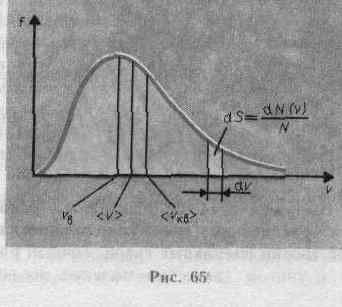 F
dS = dN(v)/N
v_в <v> <v_кв> dv v
Рис. 65